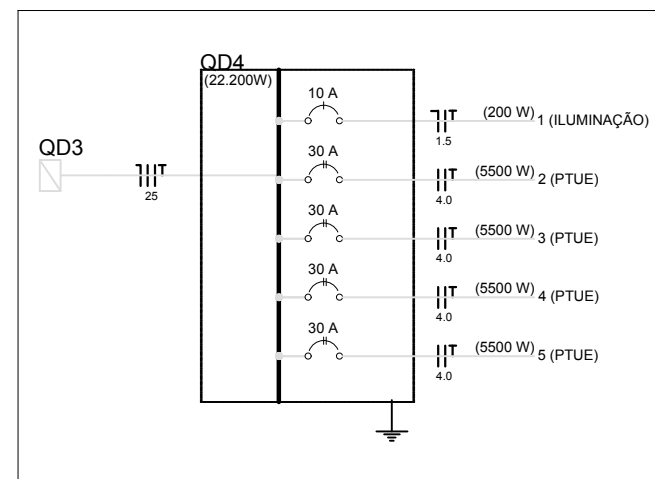 QD4
(22.200W)
10 A
(200 W) 1 (ILUMINAÇÃO)
1.5
QD3
25
30 A
(5500 W) 2 (PTUE)
4.0
30 A
(5500 W) 3 (PTUE)
4.0
30 A
(5500 W) 4 (PTUE)
4.0
30 A
(5500 W) 5 (PTUE)
4.0